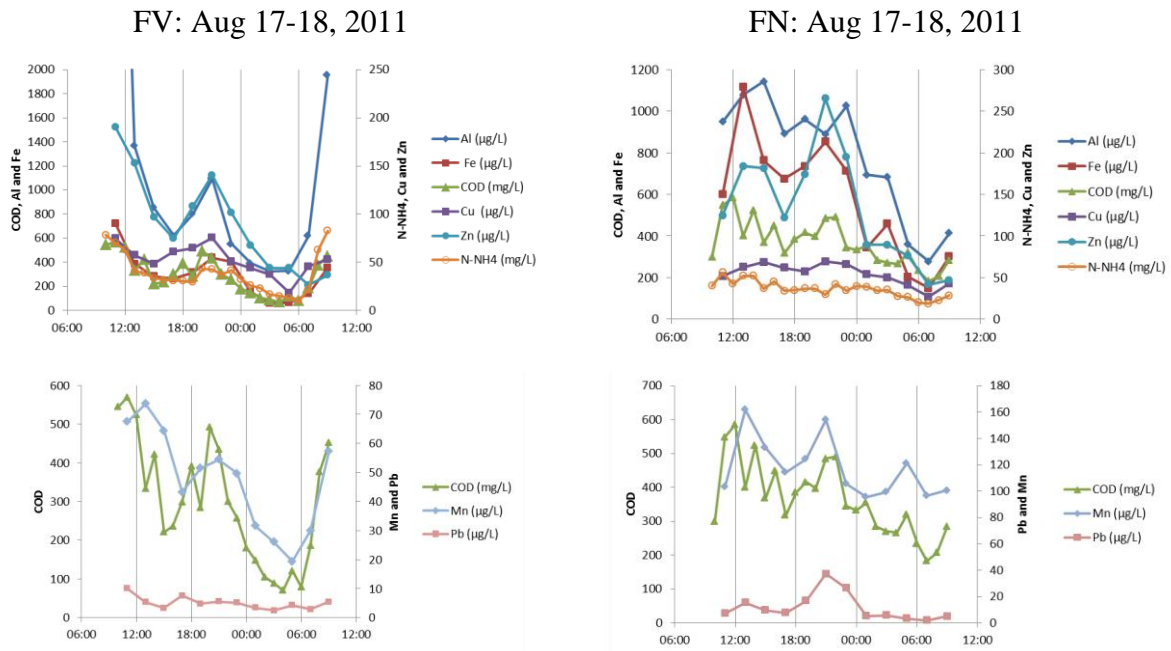 FV: Aug 17-18, 2011
FN: Aug 17-18, 2011
2000
1800
1600
1400
1200
1000
800
600
400
200
0
COD, Al and Fe
250
200
150
100
50
0
N-NH4, Cu and Zn
06:00 12:00 18:00 00:00 06:00 12:00
Al (µg/L)
Fe (µg/L)
COD (mg/L)
Cu (µg/L)
Zn (µg/L)
N-NH4 (mg/L)
1200
1000
800
600
400
200
0
COD, Al and Fe
300
250
200
150
100
50
0
N-NH4, Cu and Zn
06:00 12:00 18:00 00:00 06:00 12:00
Al (µg/L)
Fe (µg/L)
COD (mg/L)
Cu (µg/L)
Zn (µg/L)
N-NH4 (mg/L)
600
500
400
300
200
100
0
COD
80
70
60
50
40
30
20
10
0
Mn and Pb
06:00 12:00 18:00 00:00 06:00 12:00
COD (mg/L)
Mn (µg/L)
Pb (µg/L)
700
600
500
400
300
200
100
0
COD
180
160
140
120
100
80
60
40
20
0
Pb and Mn
06:00 12:00 18:00 00:00 06:00 12:00
COD (mg/L)
Mn (µg/L)
Pb (µg/L)